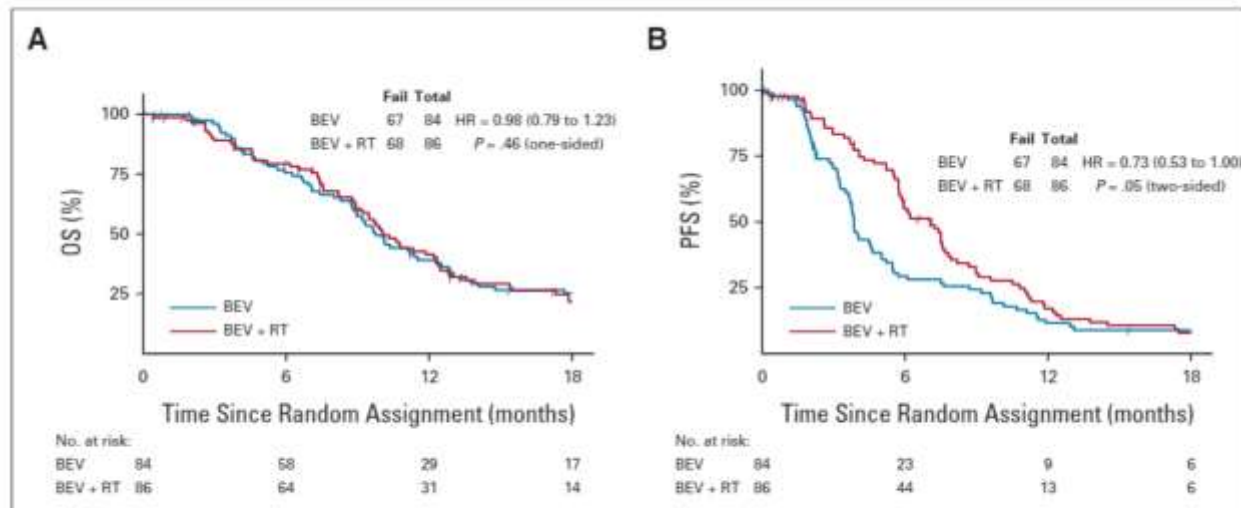 A
Fail Total
BEV 67 84 HR = 0.98 (0.79 to 1.23)
BEV + RT 68 86 P = .46 (one-sided)
OS (%)
100
75
50
25
BEV
BEV + RT
0 6 12 18
Time Since Random Assignment (months)
No. at risk:
BEV 84 58 29 17
BEV + RT 86 64 31 14
B
Fail Total
BEV 67 84 HR = 0.73 (0.53 to 1.00)
BEV + RT 68 86 P = .05 (two-sided)
PFS (%)
100
75
50
25
BEV
BEV + RT
0 6 12 18
Time Since Random Assignment (months)
No. at risk:
BEV 84 23 9 6
BEV + RT 86 44 13 6